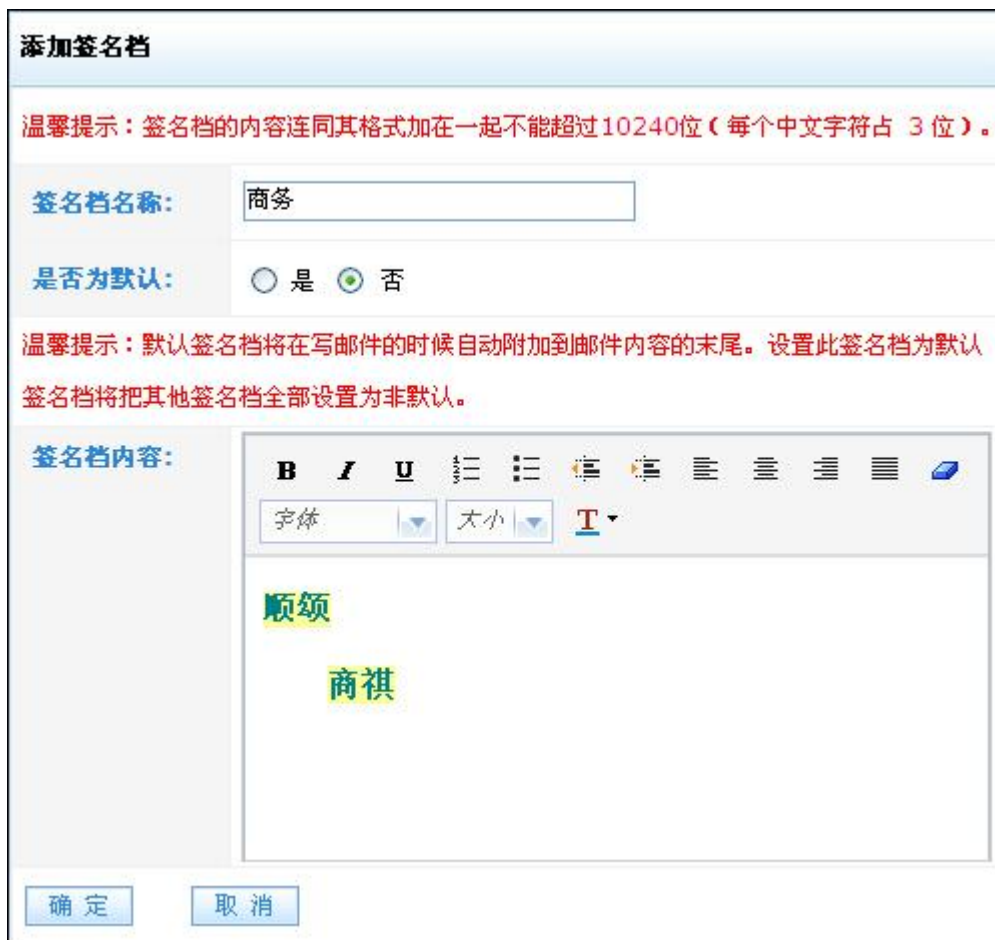 添加签名档
温馨提示：签名档的内容连同其格式加在一起不能超过10240位（每个中文字符占 3 位）。
签名档名称:
商务
是否为默认:
是 否
温馨提示：默认签名档将在写邮件的时候自动附加到邮件内容的末尾。设置此签名档为默认
签名档将把其他签名档全部设置为非默认。
签名档内容:
B I U
字体 大小 T
顺颂
商祺
确 定 取 消